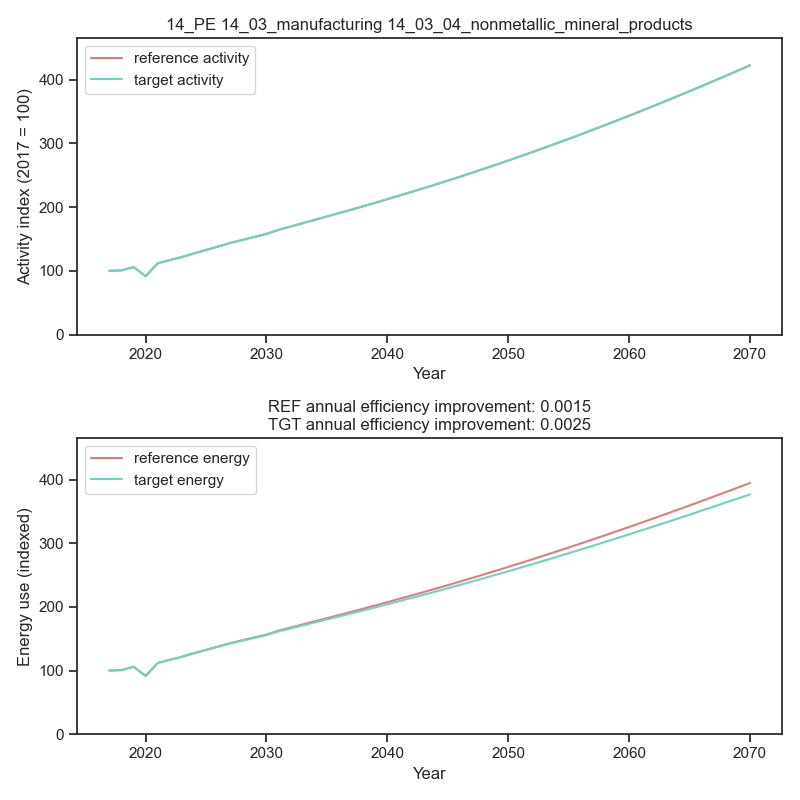 14_PE 14_03_manufacturing 14_03_04_nonmetallic_mineral_products
reference activity
target activity
Activity index (2017 = 100)
400
300
200
100
0
2020 2030 2040 2050 2060 2070
Year
REF annual efficiency improvement: 0.0015
TGT annual efficiency improvement: 0.0025
reference energy
target energy
Energy use (indexed)
400
300
200
100
0
2020 2030 2040 2050 2060 2070
Year